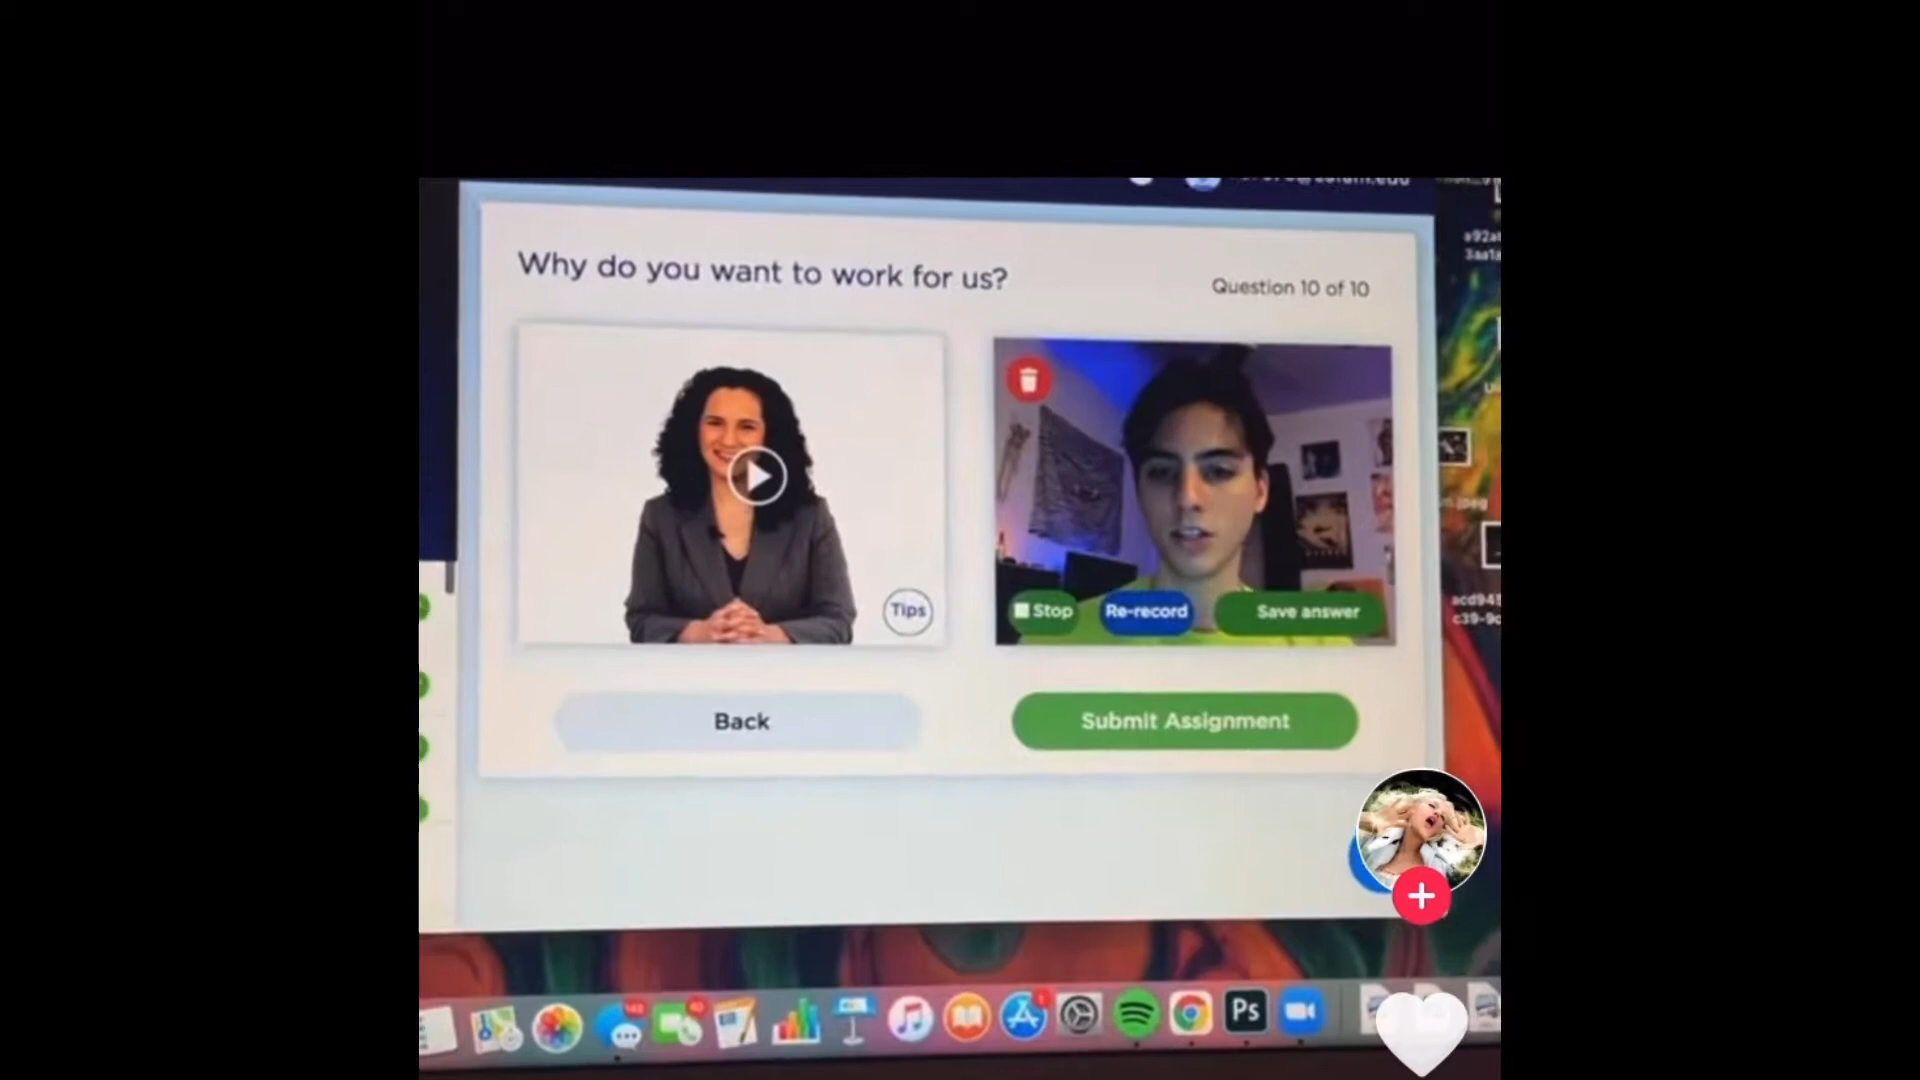 Why do you want to work for us?
Question 10 of 10
Tips
Stop
Re-record
Save answer
Back
Submit Assignment
Ps